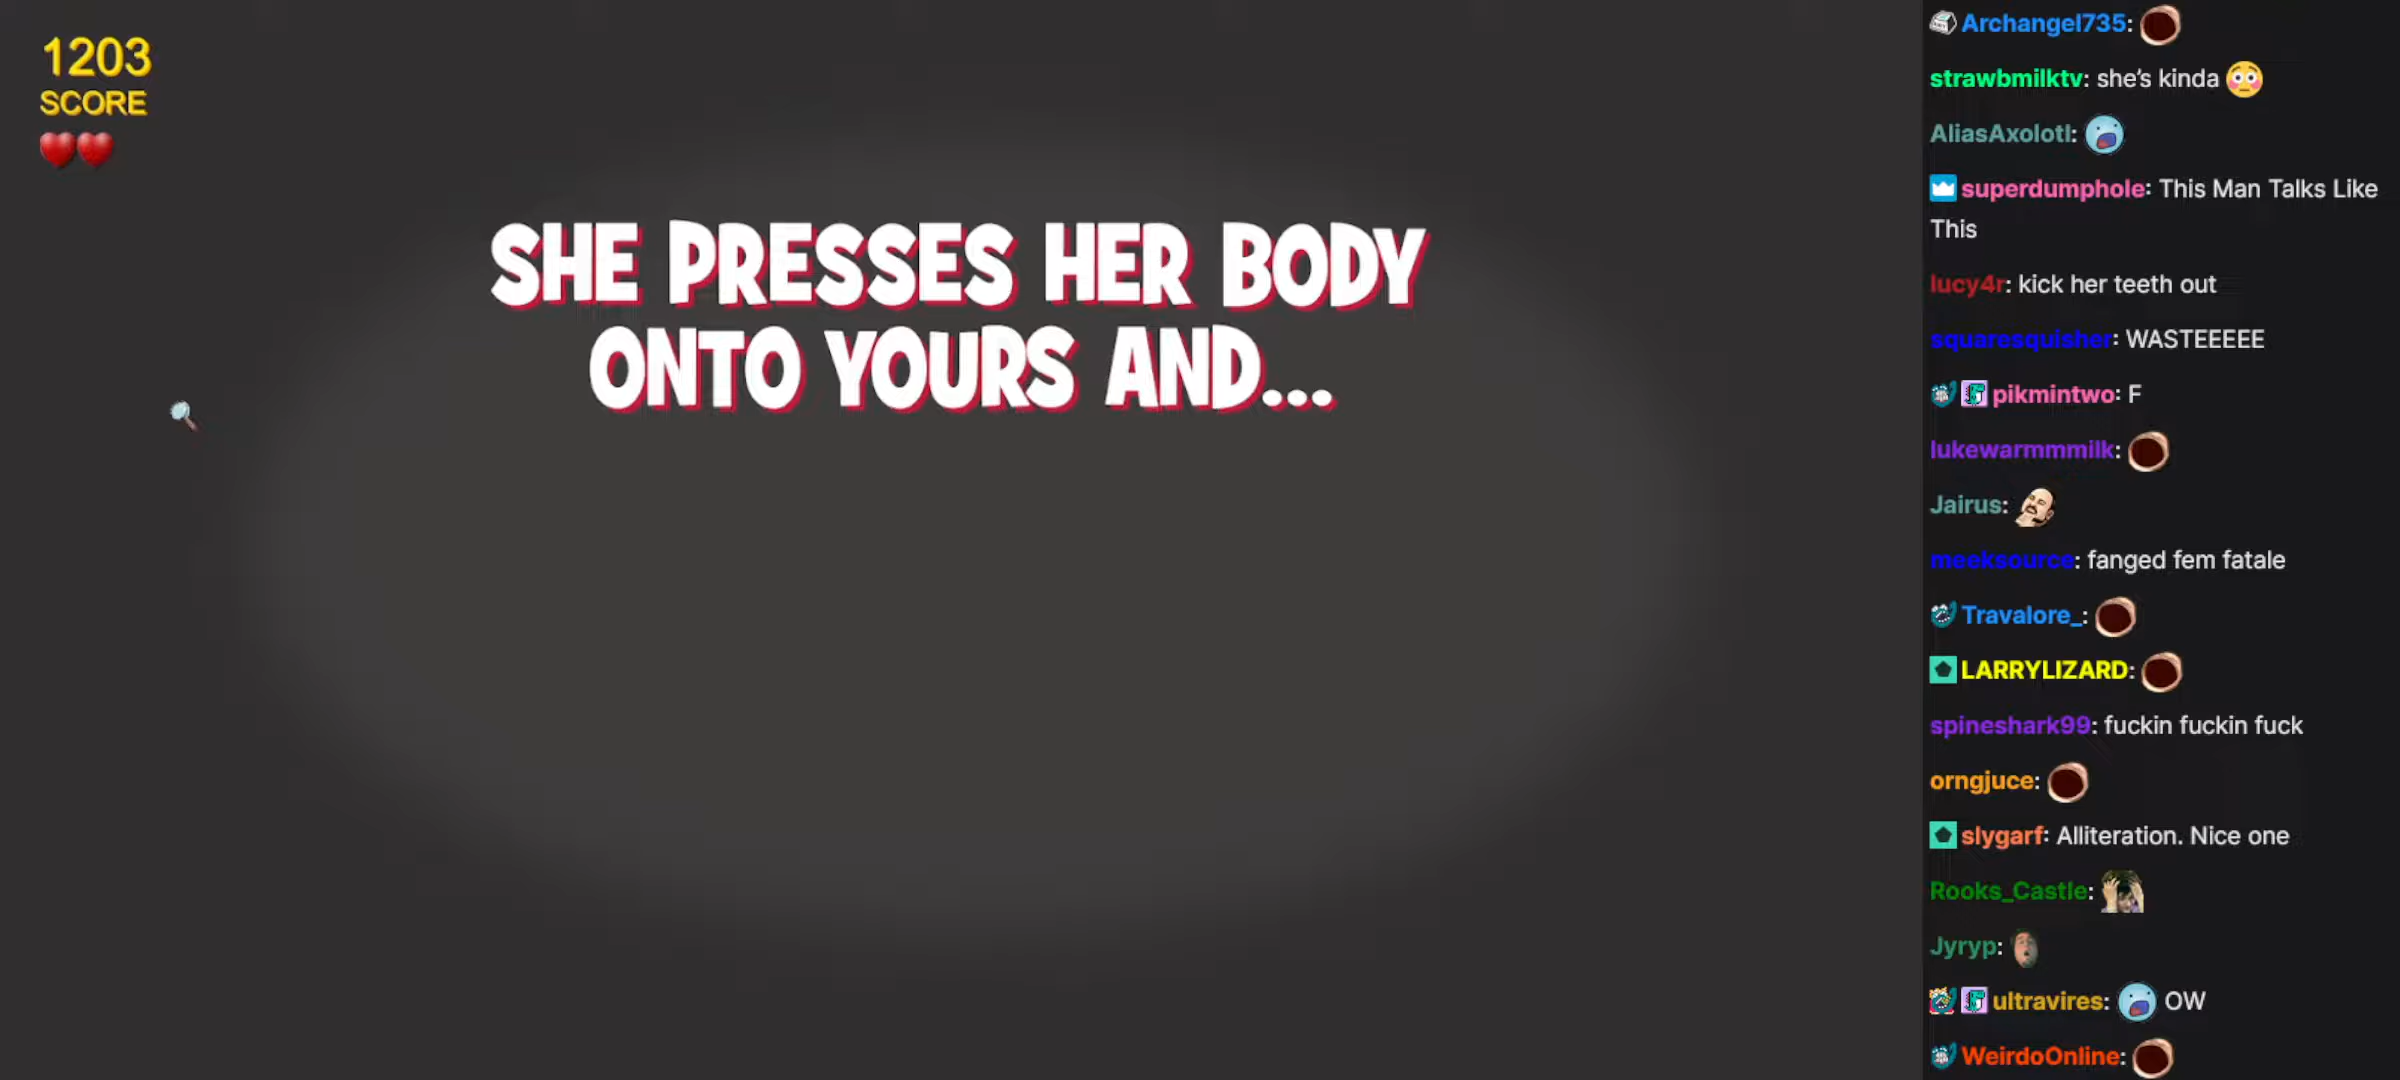 1203
SCORE
SHE PRESSES HER BODY
ONTO YOURS AND...
Archangel735:
strawbmilktv: she's kinda
AliasAxolotl:
superdumphole: This Man Talks Like
This
lucy4r: kick her teeth out
squaresquisher: WASTEEEEE
pikmintwo: F
lukewarmmmilk:
Jairus:
meeksource: fanged fem fatale
Travalore_:
LARRYLIZARD:
spineshark99: fuckin fuckin fuck
orngjuce:
slygarf: Alliteration. Nice one
Rooks_Castle:
Jyryp:
ultravires: OW
WeirdoOnline: